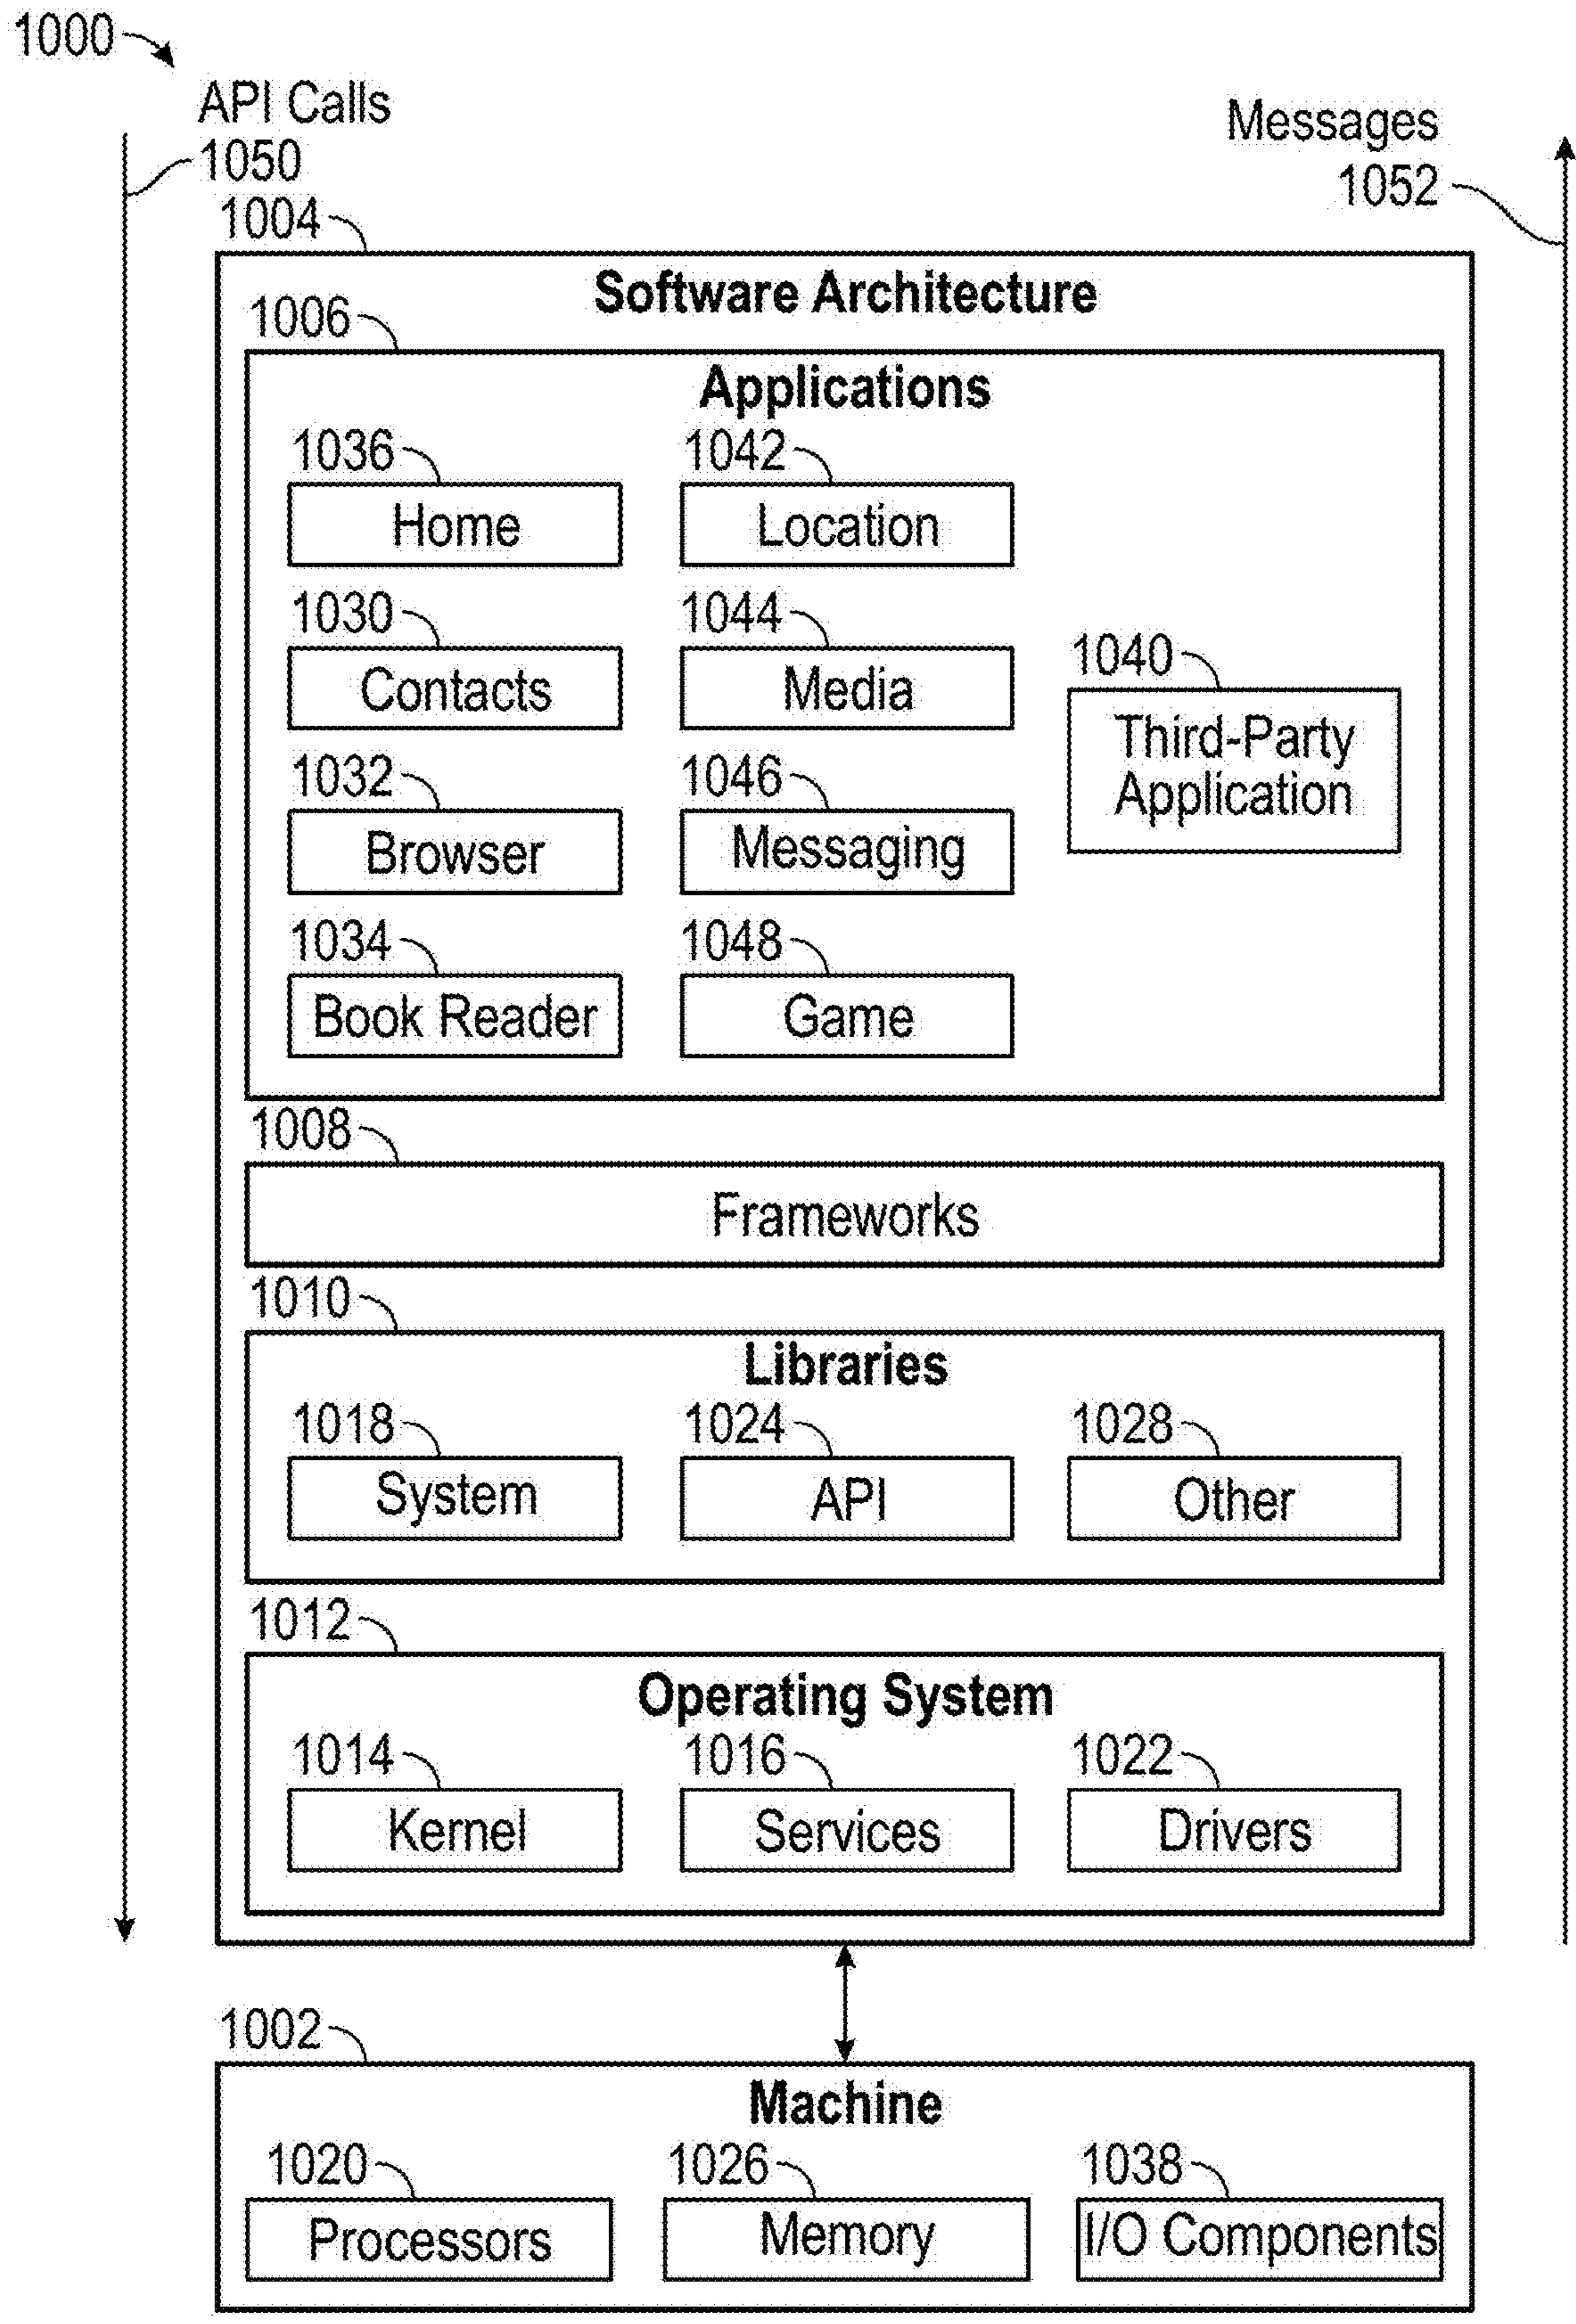 1000
API Calls
1050
Messages
1052
1004
Software Architecture
1006
Applications
1036
Home
1042
Location
1030
Contacts
1044
Media
1040
Third-Party
Application
1032
Browser
1046
Messaging
1034
Book Reader
1048
Game
1008
Frameworks
1010
Libraries
1018
System
1024
API
1028
Other
1012
Operating System
1014
Kernel
1016
Services
1022
Drivers
1002
Machine
1020
Processors
1026
Memory
1038
I/O Components